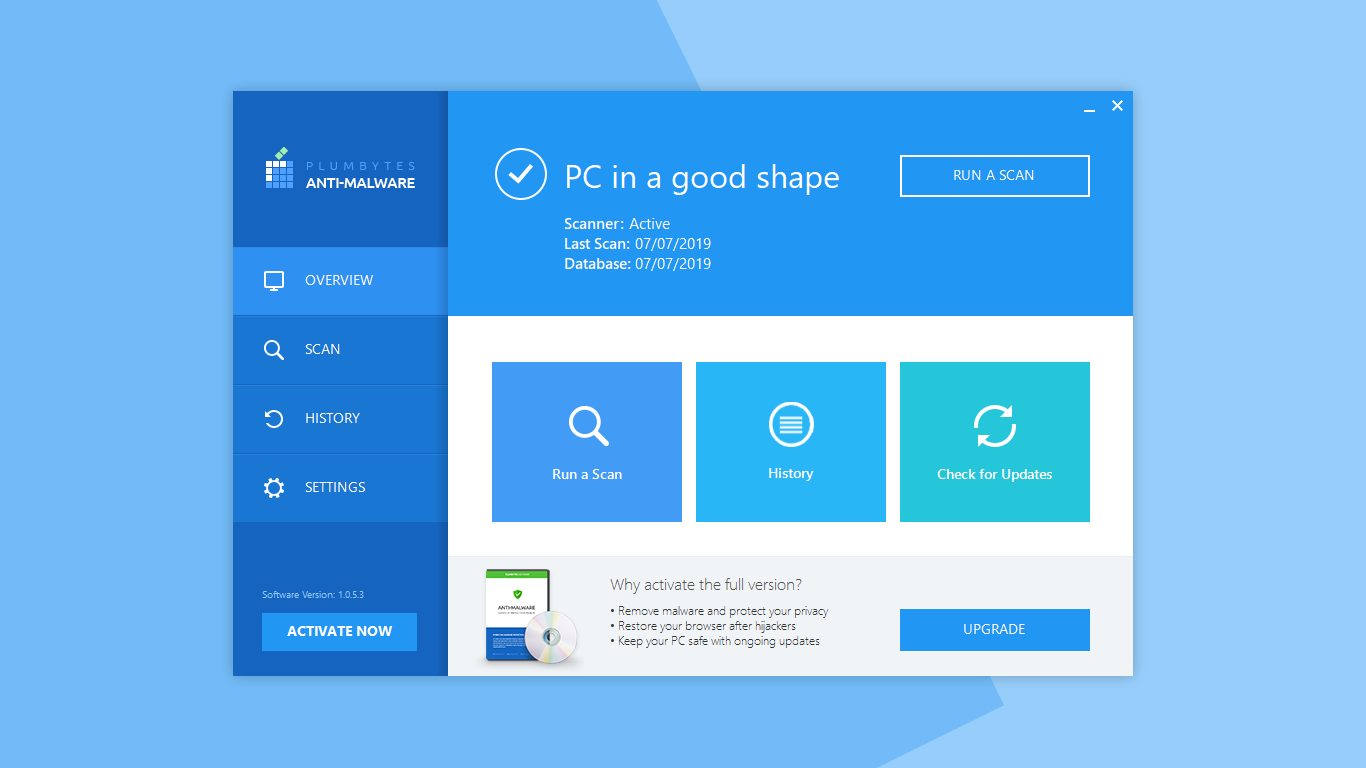 PLUMBYTES
ANTI-MALWARE
OVERVIEW
SCAN
HISTORY
SETTINGS
Software Version: 1.0.5.3
ACTIVATE NOW
PC in a good shape
RUN A SCAN
Scanner: Active
Last Scan: 07/07/2019
Database: 07/07/2019
Run a Scan
History
Check for Updates
ANTI-MALWARE
Why activate the full version?
• Remove malware and protect your privacy
• Restore your browser after hijackers
• Keep your PC safe with ongoing updates
UPGRADE